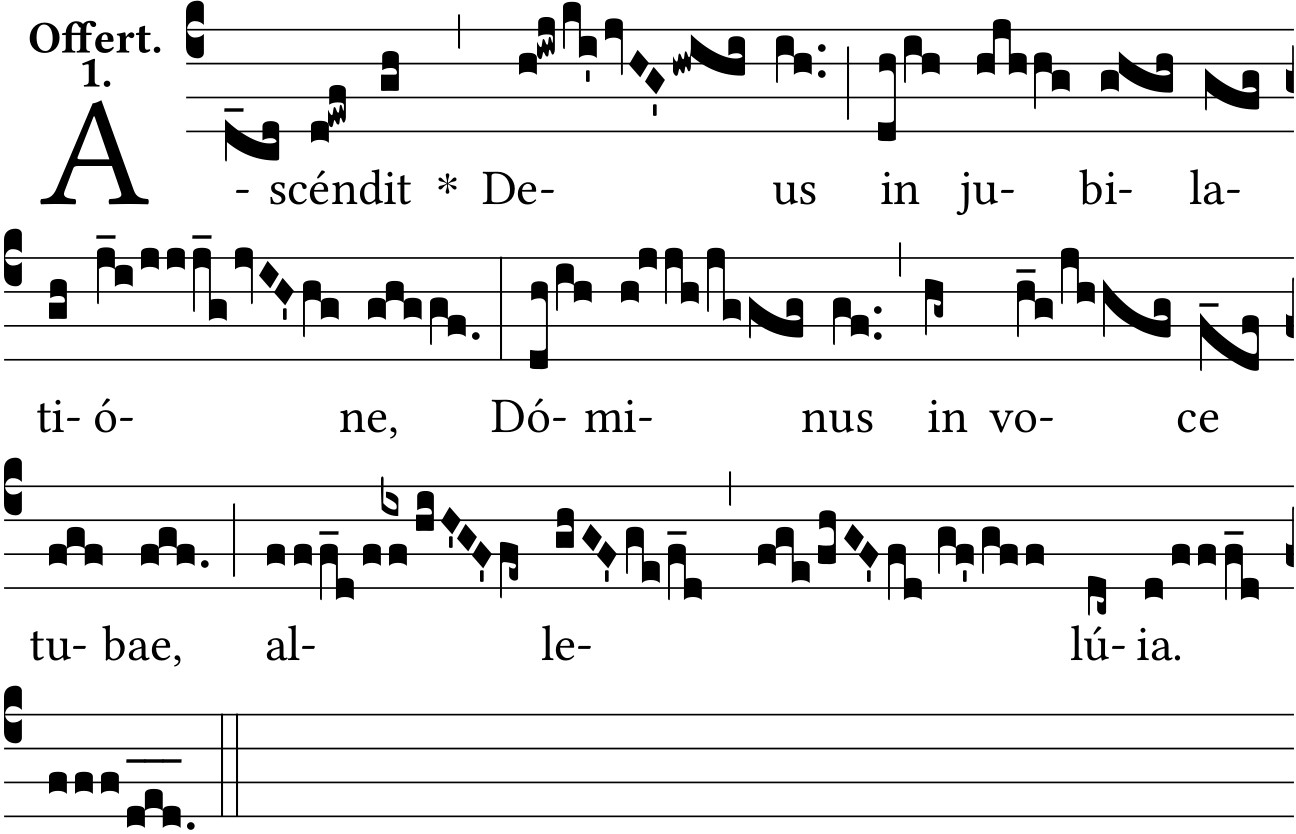 Offert.
1.
A - scéndit * De- us in ju- bi- la-
ti- ó- ne, Dó- mi- nus in vo- ce
tu- bae, al- le- lú- ia.